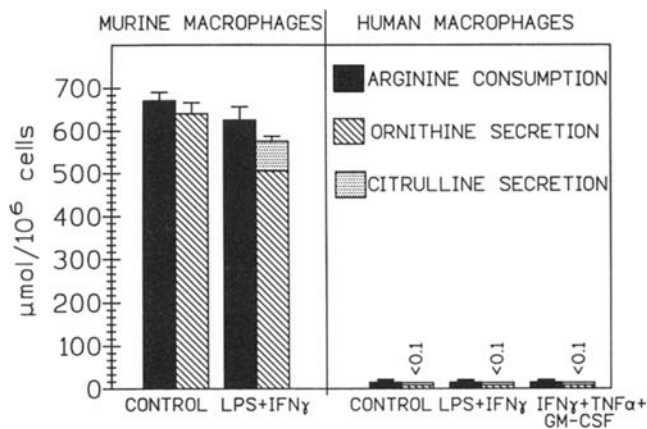 MURINE MACROPHAGES
HUMAN MACROPHAGES
ARGININE CONSUMPTION
ORNITHINE SECRETION
CITRULLINE SECRETION
μmol/10⁶ cells
700
600
500
400
300
200
100
0
<0.1
<0.1
<0.1
CONTROL
LPS+IFNγ
CONTROL
LPS+IFNγ
IFNγ+TNFα+
GM-CSF